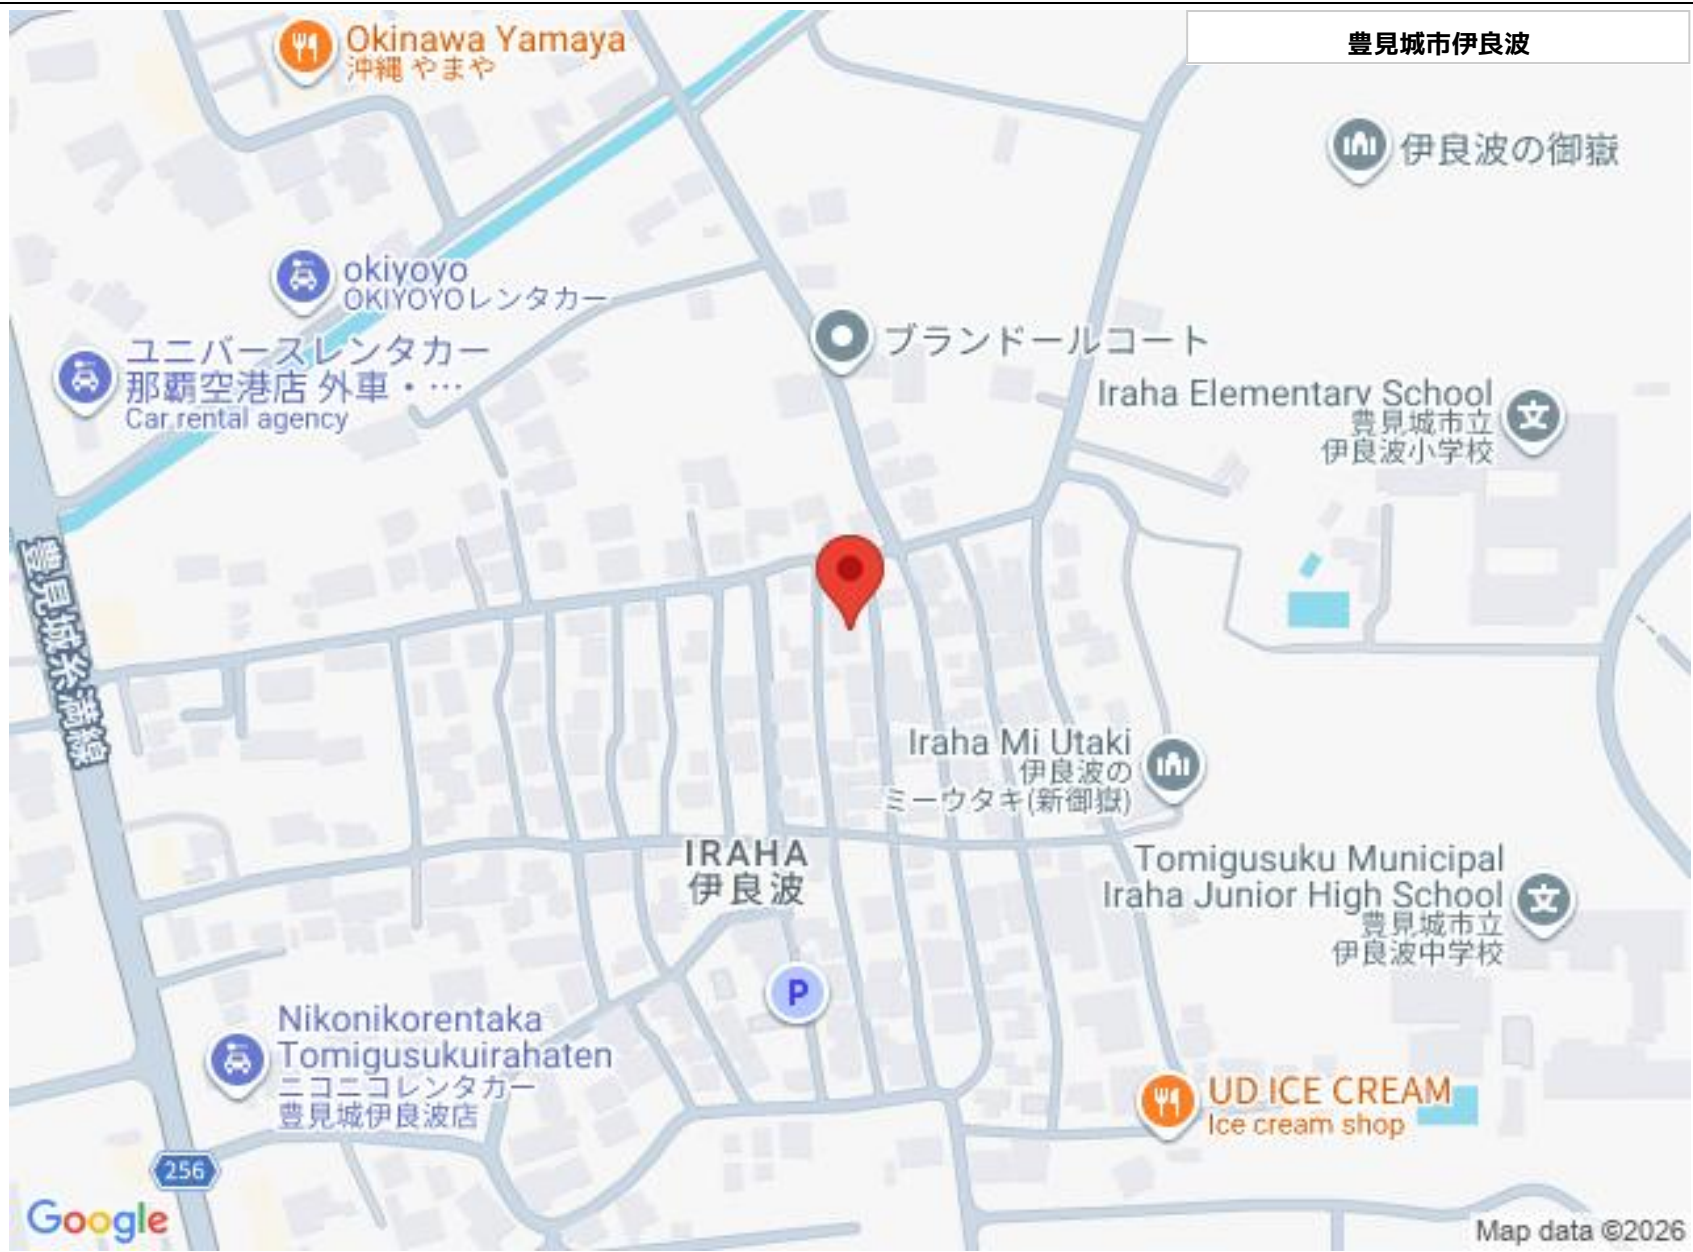 豊見城市伊良波
Okinawa Yamaya
沖縄 やまや
伊良波の御嶽
okiyoyo
OKIYOYOレンタカー
ユニバースレンタカー
那覇空港店 外車・…
Car rental agency
ブランドールコート
Iraha Elementary School
豊見城市立
伊良波小学校
豊見城糸満線
Iraha Mi Utaki
伊良波の
ミーウタキ(新御嶽)
IRAHA
伊良波
Tomigusuku Municipal
Iraha Junior High School
豊見城市立
伊良波中学校
P
Nikonikorentaka
Tomigusukuirahaten
ニコニコレンタカー
豊見城伊良波店
UD ICE CREAM
Ice cream shop
256
Google
Map data ©2026